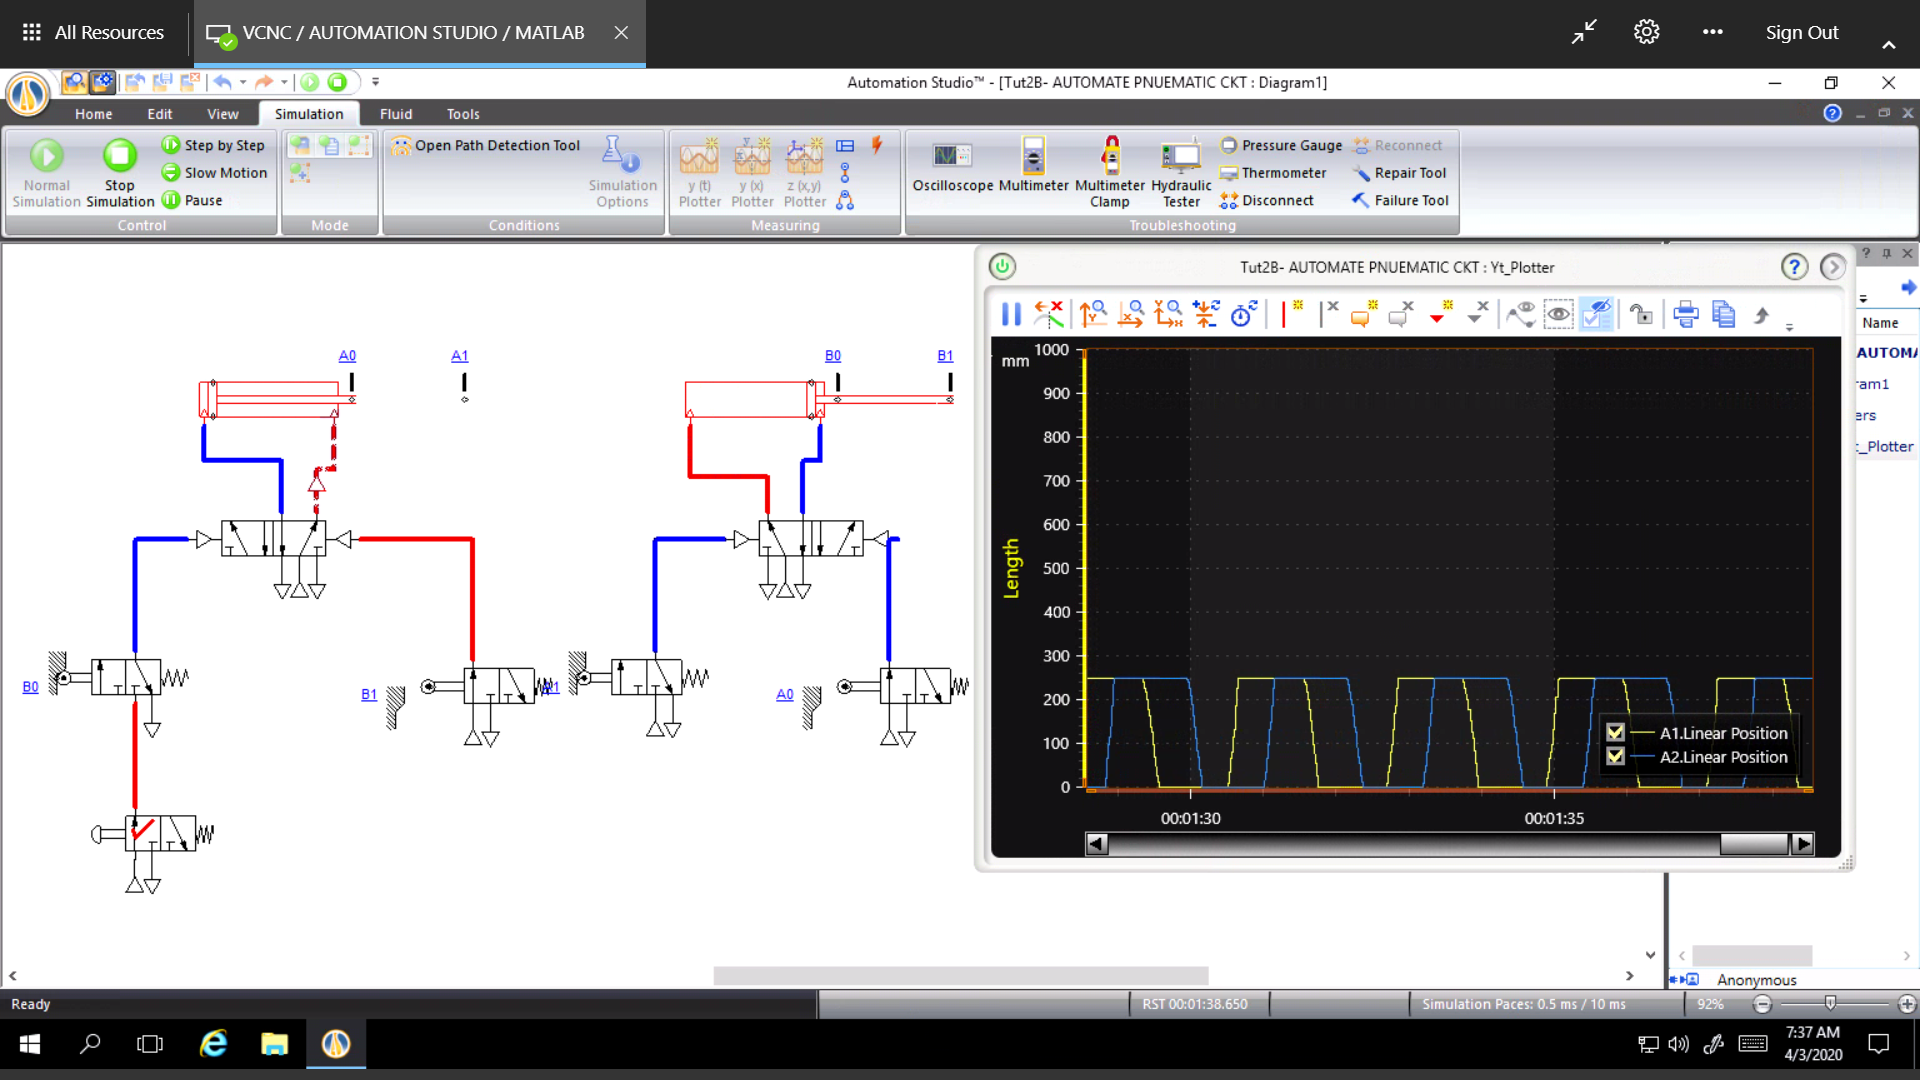 All Resources
VCNC / AUTOMATION STUDIO / MATLAB
Sign Out
Automation Studio™ - [Tut2B- AUTOMATE PNUEMATIC CKT : Diagram1]
Home Edit View Simulation Fluid Tools
Normal Simulation
Stop Simulation
Step by Step
Slow Motion
Pause
Control
Mode
Open Path Detection Tool
Simulation Options
Conditions
y (t) Plotter
y (x) Plotter
z (x,y) Plotter
Measuring
Oscilloscope
Multimeter
Multimeter Clamp
Hydraulic Tester
Pressure Gauge
Thermometer
Disconnect
Reconnect
Repair Tool
Failure Tool
Troubleshooting
Tut2B- AUTOMATE PNUEMATIC CKT : Yt_Plotter
Name
AUTOMA
ram1
ers
t_Plotter
A0 A1 B0 B1
B0 B1 A1 A0
mm
1000
900
800
700
600
500
400
300
200
100
0
Length
A1.Linear Position
A2.Linear Position
00:01:30 00:01:35
Anonymous
Ready
RST 00:01:38.650
Simulation Paces: 0.5 ms / 10 ms
92%
7:37 AM
4/3/2020